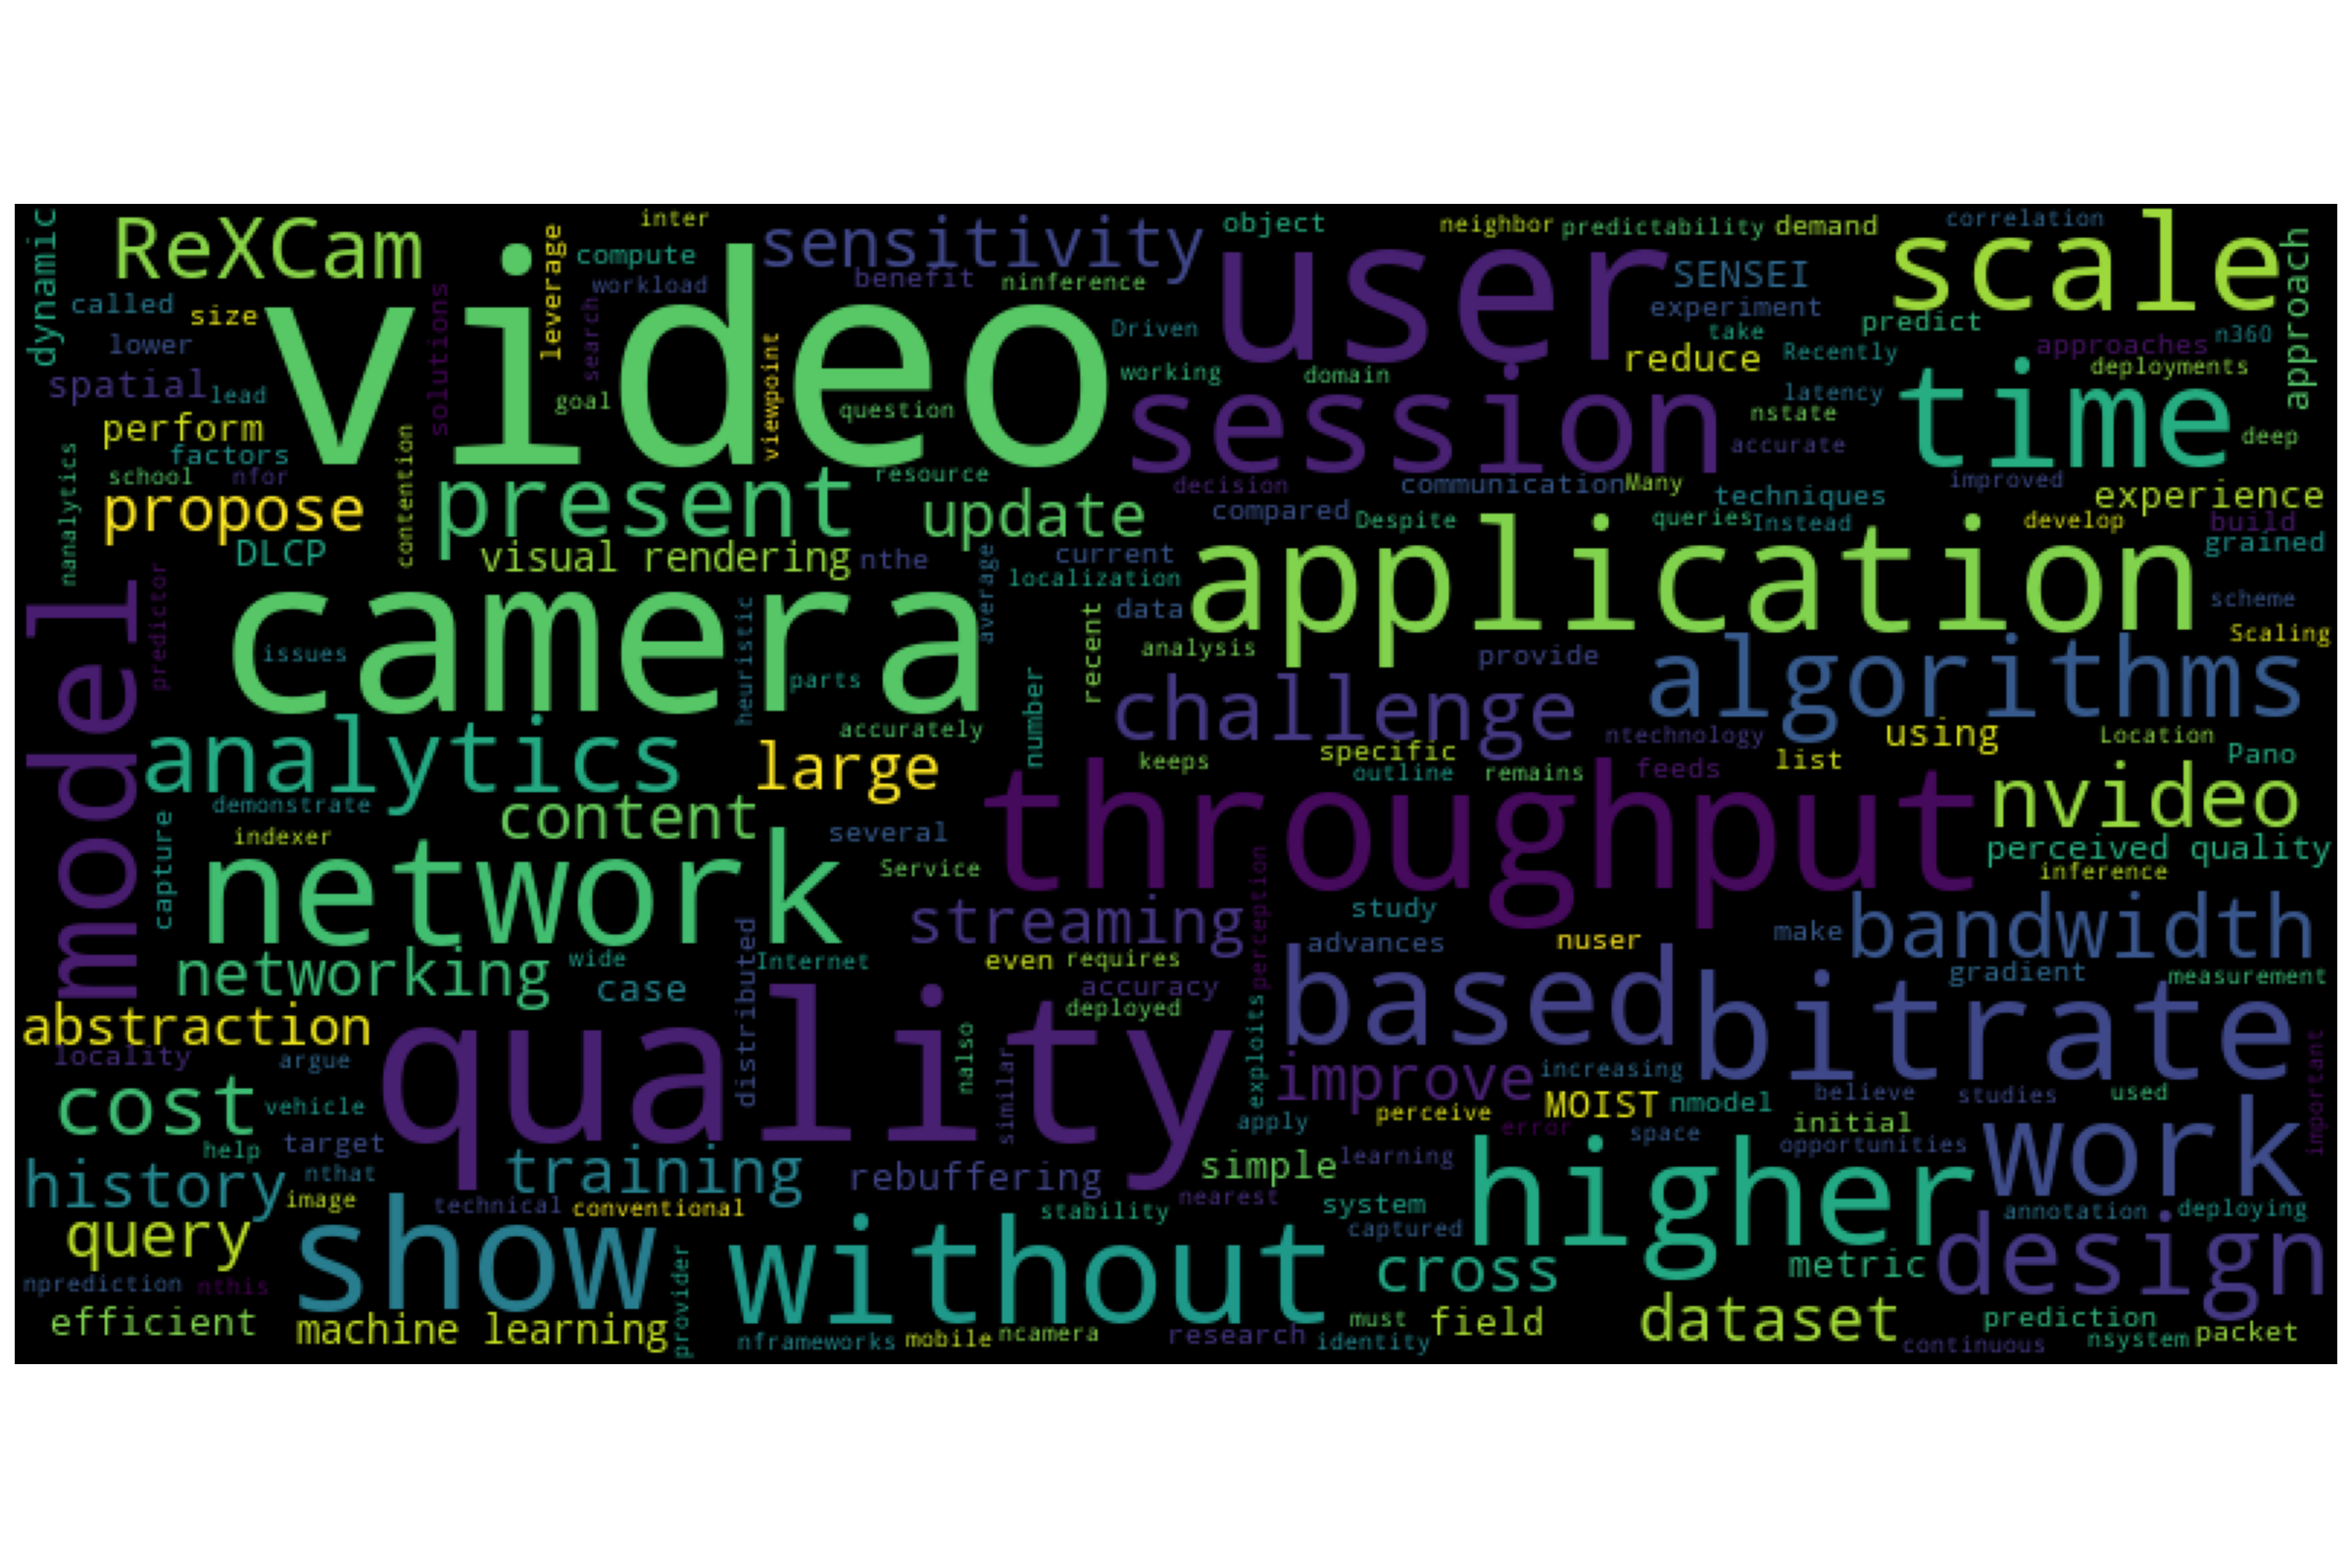 dynamic
ReXCam
inter
leverage
compute
sensitivity
object
neighbor
predictability
demand
correlation
scale
approach
called
size
lower
solutions
video
search
workload
benefit
ninference
user
SENSEI
experiment
take
predict
Recently
approaches
n360
deployments
spatial
lead
goal
viewpoint
question
Driven
working
domain
reduce
session
latency
nstate
accurate
time
deep
perform
factors
school
nfor
nanalytics
contention
resource
decision
communication
Many
techniques
improved
experience
propose
present
update
compared
Despite
queries
Instead
develop
build
grained
DLCP
visual rendering
nthe
average
current
localization
application
predictor
model
camera
issues
heuristic
parts
data
recent
analysis
provide
scheme
Scaling
accurately
number
challenge
algorithms
analytics
large
keeps
specific
outline
remains
ntechnology
feeds
using
list
Location
Pano
demonstrate
content
indexer
several
throughput
nvideo
capture
network
Service
perception
perceived quality
inference
streaming
study
advances
nuser
make
bandwidth
networking
wide
case
distributed
Internet
even
requires
accuracy
deployed
based
gradient
measurement
abstraction
locality
argue
quality
nalso
similar
exploits
improve
increasing
bitrate
important
cost
vehicle
help
target
nthat
apply
perceive
MOIST
nmodel
error
space
believe
studies
used
initial
opportunities
history
image
training
technical
conventional
rebuffering
simple
learning
nearest
stability
system
captured
higher
work
annotation
deploying
query
show
without
cross
metric
design
nprediction
nthis
efficient
machine learning
provider
nframeworks
mobile
ncamera
research
must
identity
field
dataset
prediction
continuous
nsystem
packet